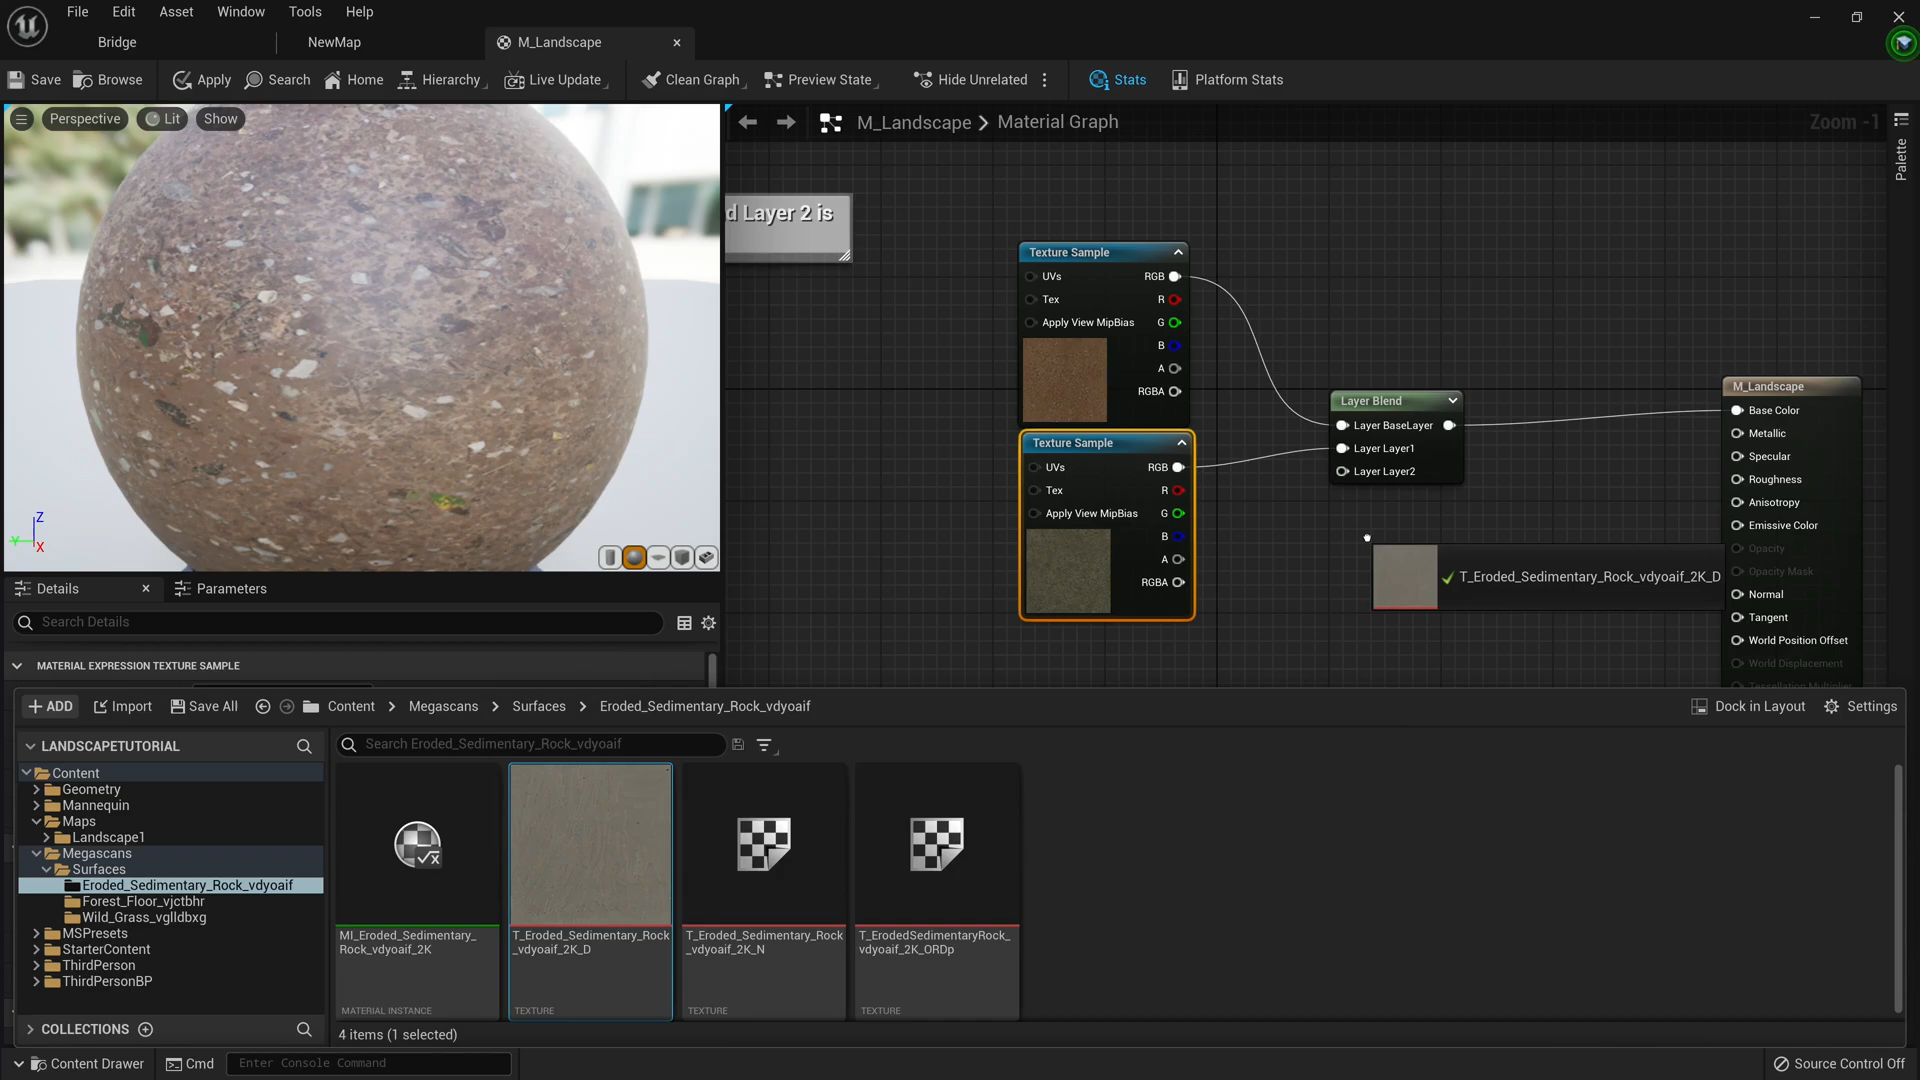 File Edit Asset Window Tools Help
Bridge NewMap M_Landscape
Save Browse Apply Search Home Hierarchy Live Update Clean Graph Preview State Hide Unrelated Stats Platform Stats
Perspective Lit Show
M_Landscape > Material Graph Zoom -1
Palette
d Layer 2 is
Texture Sample
UVs RGB
Tex R
Apply View MipBias G
B
A
RGBA
Texture Sample
UVs RGB
Tex R
Apply View MipBias G
B
A
RGBA
Layer Blend
Layer BaseLayer
Layer Layer1
Layer Layer2
M_Landscape
Base Color
Metallic
Specular
Roughness
Anisotropy
Emissive Color
Opacity
Opacity Mask
Normal
Tangent
World Position Offset
World Displacement
Tessellation Multiplier
T_Eroded_Sedimentary_Rock_vdyoaif_2K_D
Z
Y
X
Details Parameters
Search Details
MATERIAL EXPRESSION TEXTURE SAMPLE
ADD Import Save All Content > Megascans > Surfaces > Eroded_Sedimentary_Rock_vdyoaif Dock in Layout Settings
LANDSCAPETUTORIAL
Search Eroded_Sedimentary_Rock_vdyoaif
Content
Geometry
Mannequin
Maps
Landscape1
Megascans
Surfaces
Eroded_Sedimentary_Rock_vdyoaif
Forest_Floor_vjctbhr
Wild_Grass_vglldbxg
MSPresets
StarterContent
ThirdPerson
ThirdPersonBP
COLLECTIONS
MI_Eroded_Sedimentary_
Rock_vdyoaif_2K
MATERIAL INSTANCE
T_Eroded_Sedimentary_Rock
_vdyoaif_2K_D
TEXTURE
T_Eroded_Sedimentary_Rock
_vdyoaif_2K_N
TEXTURE
T_ErodedSedimentaryRock_
vdyoaif_2K_ORDp
TEXTURE
4 items (1 selected)
Content Drawer Cmd Enter Console Command Source Control Off